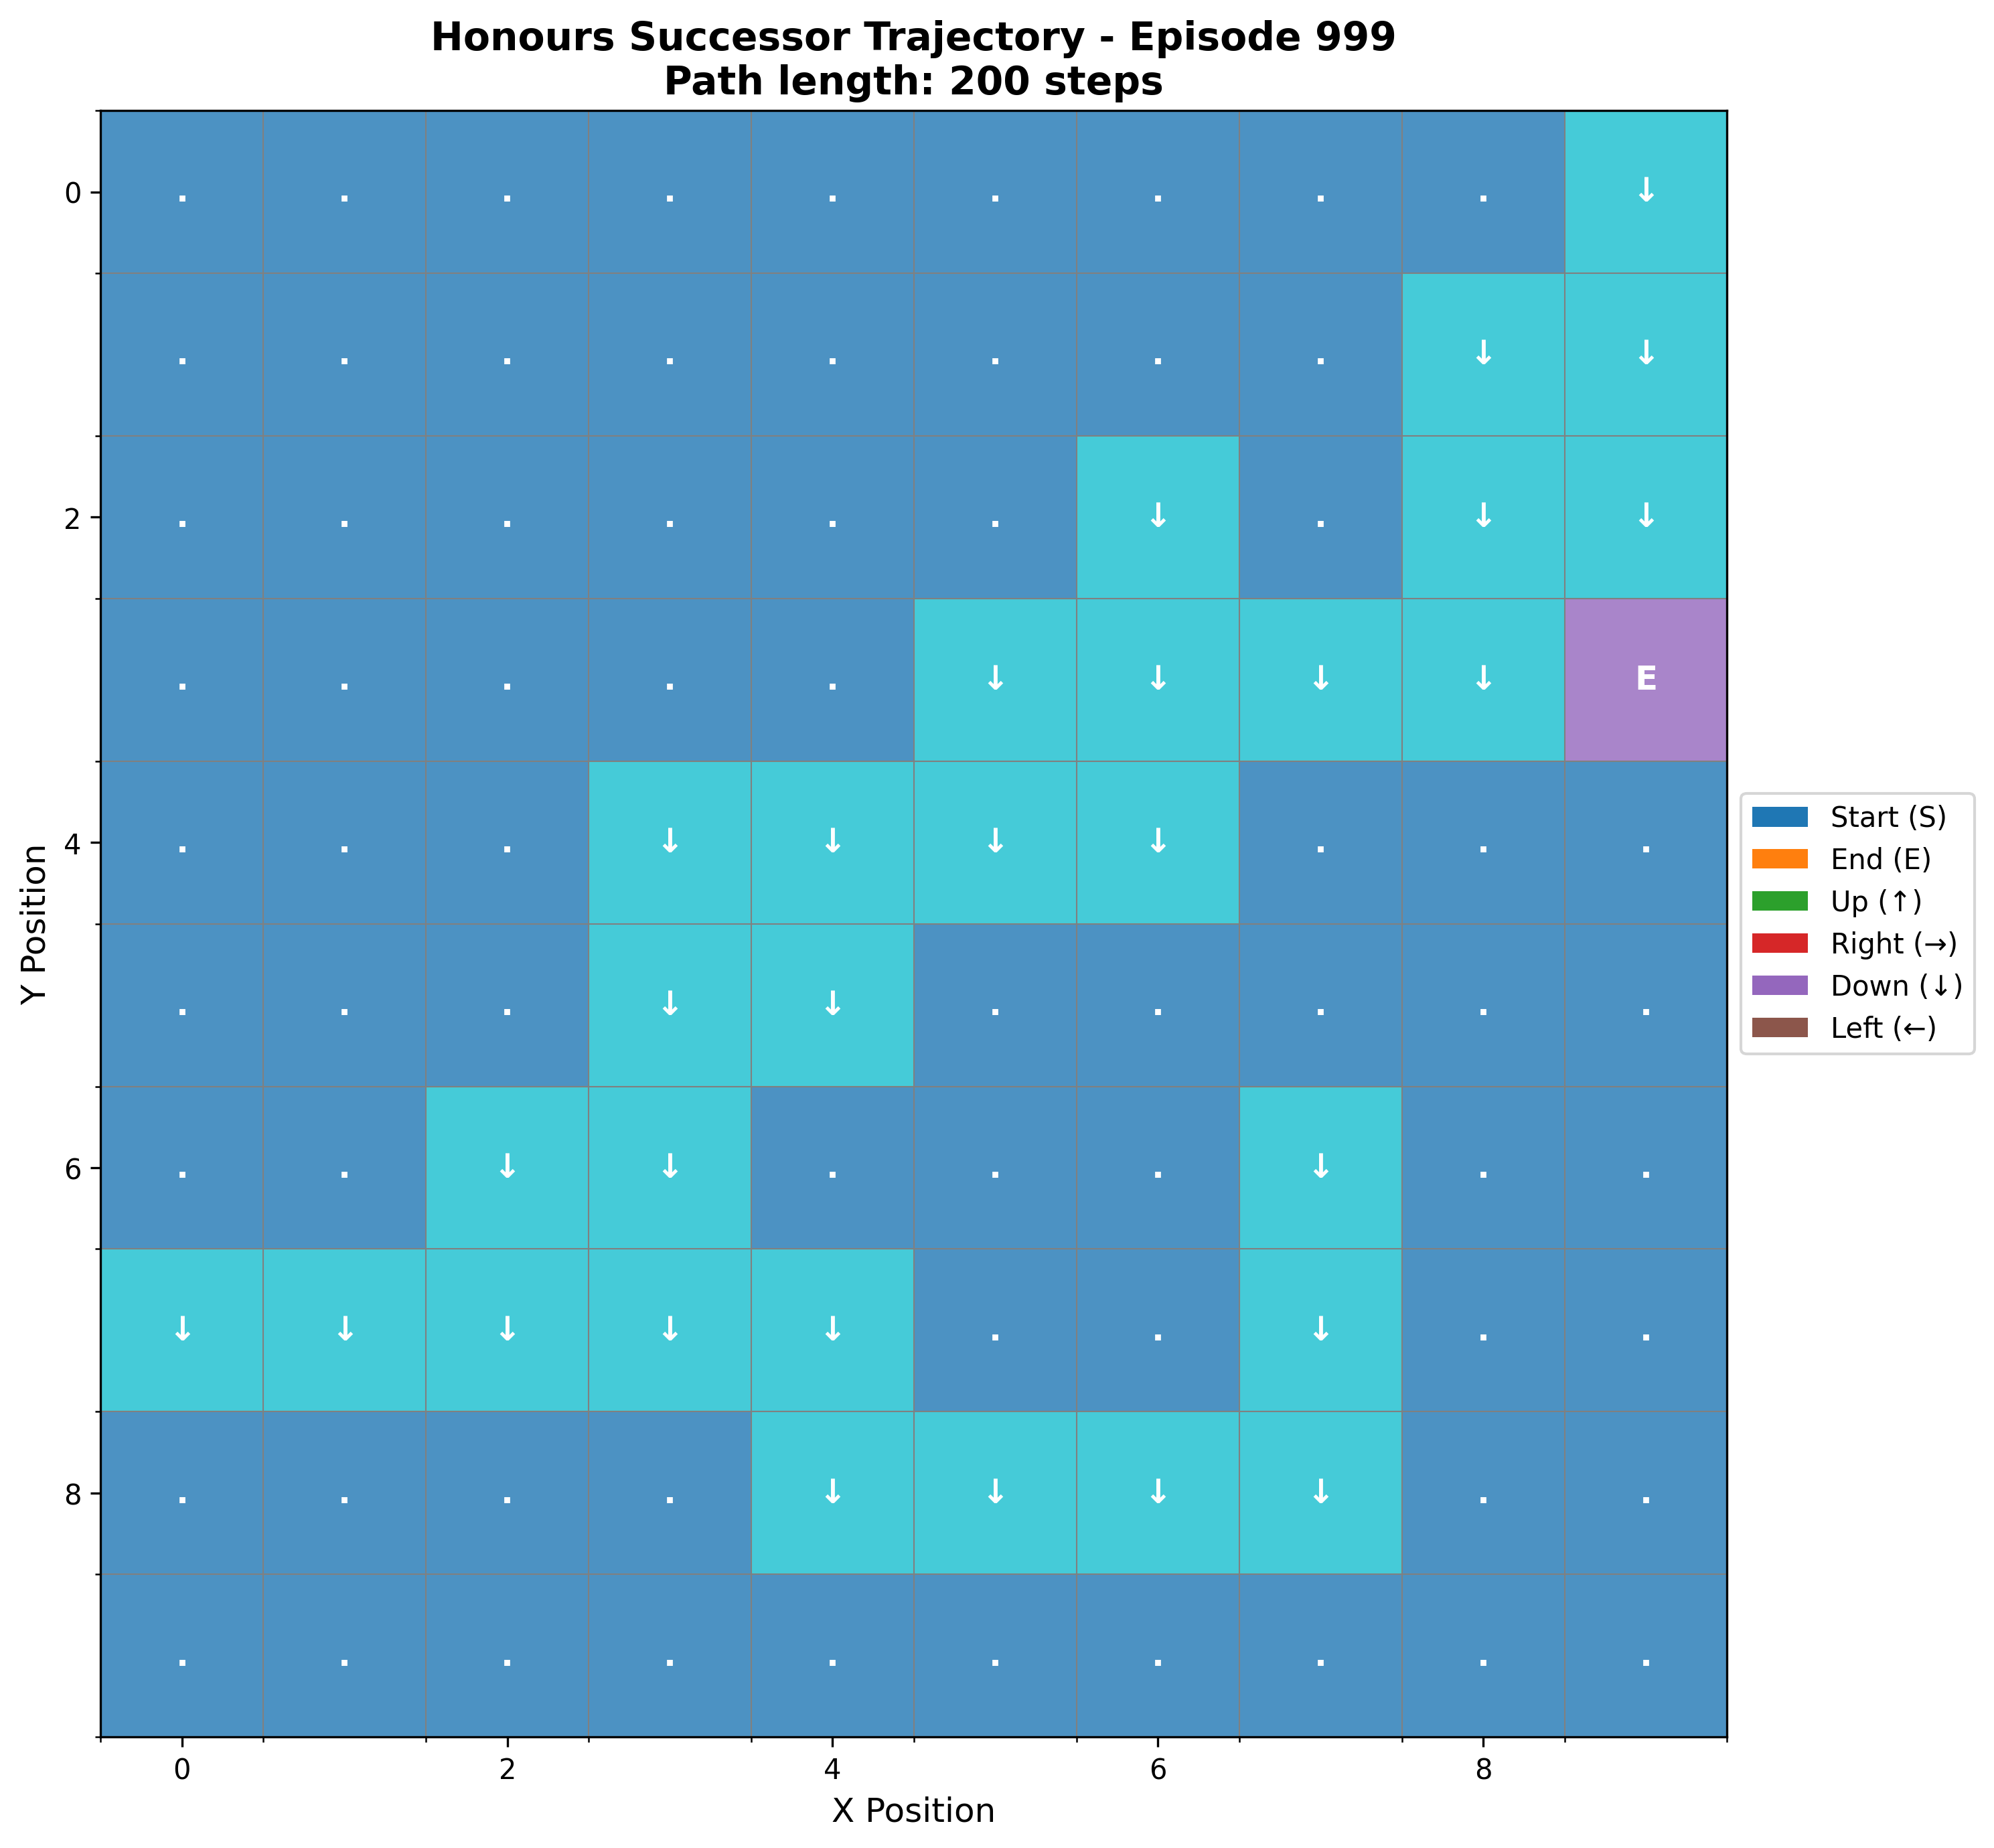 Honours Successor Trajectory - Episode 999
Path length: 200 steps
0 . . . . . . . . . ↓
. . . . . . . . ↓ ↓
2 . . . . . . ↓ . ↓ ↓
. . . . . ↓ ↓ ↓ ↓ E
4 . . . ↓ ↓ ↓ ↓ . . .
. . . ↓ ↓ . . . . .
6 . . ↓ ↓ . . . ↓ . .
↓ ↓ ↓ ↓ ↓ . . ↓ . .
8 . . . . ↓ ↓ ↓ ↓ . .
. . . . . . . . . .
0 2 4 6 8
X Position
Y Position
Start (S)
End (E)
Up (↑)
Right (→)
Down (↓)
Left (←)